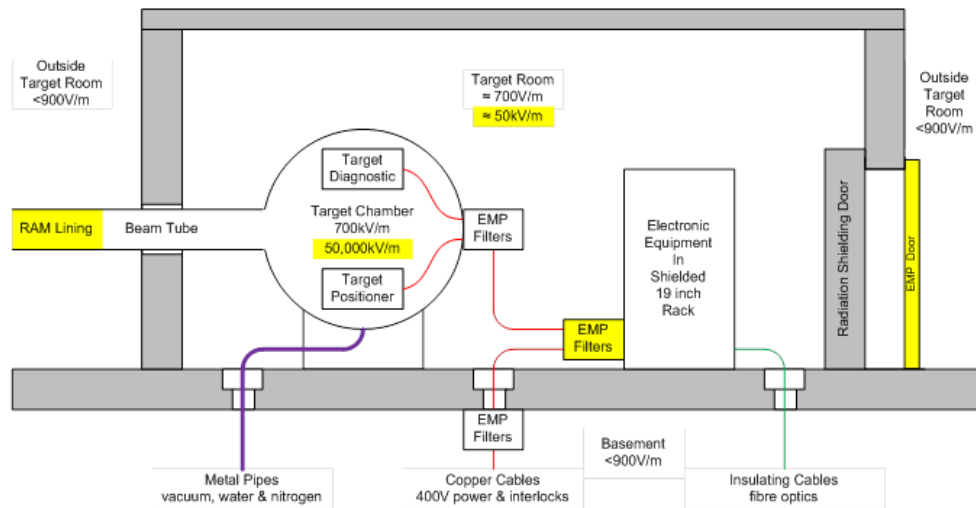 Outside
Target Room
<900V/m
Target Room
≈ 700V/m
≈ 50kV/m
Outside
Target
Room
<900V/m
Target
Diagnostic
RAM Lining
Beam Tube
Target Chamber
700kV/m
50,000kV/m
EMP
Filters
Target
Positioner
Electronic
Equipment
In
Shielded
19 inch
Rack
EMP
Filters
Radiation Shielding Door
EMP Door
EMP
Filters
Basement
<900V/m
Metal Pipes
vacuum, water & nitrogen
Copper Cables
400V power & interlocks
Insulating Cables
fibre optics